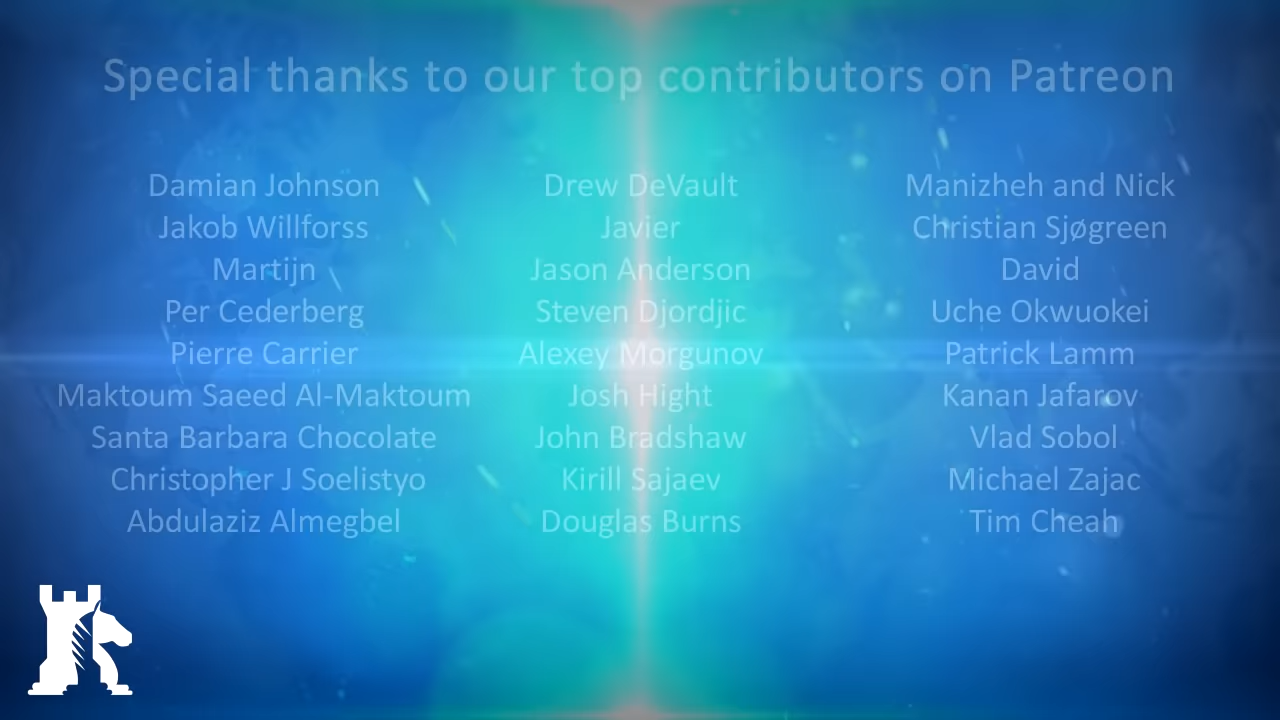 Special thanks to our top contributors on Patreon
Damian Johnson
Jakob Willforss
Martijn
Per Cederberg
Pierre Carrier
Maktoum Saeed Al-Maktoum
Santa Barbara Chocolate
Christopher J Soelistyo
Abdulaziz Almegbel
Drew DeVault
Javier
Jason Anderson
Steven Djordjic
Alexey Morgunov
Josh Hight
John Bradshaw
Kirill Sajaev
Douglas Burns
Manizheh and Nick
Christian Sjøgreen
David
Uche Okwuokei
Patrick Lamm
Kanan Jafarov
Vlad Sobol
Michael Zajac
Tim Cheah